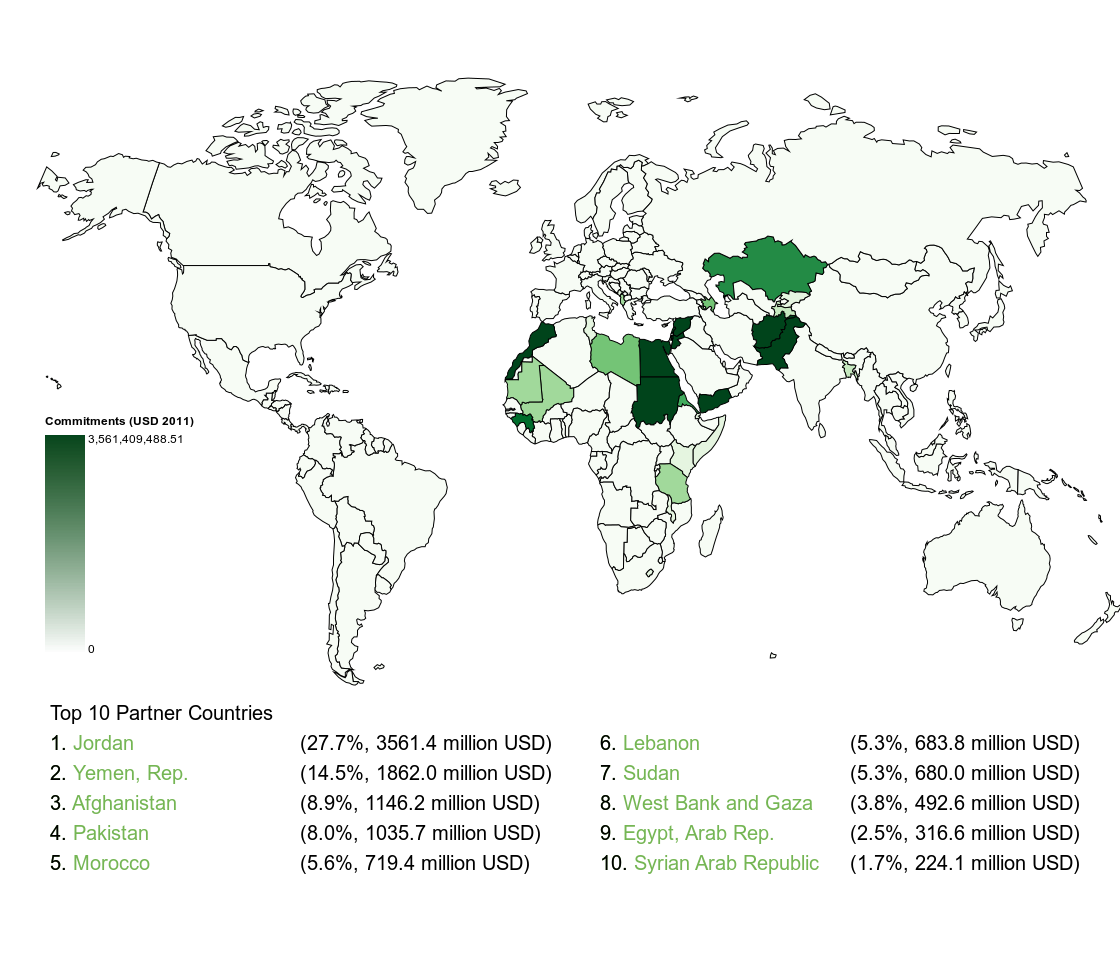 Commitments (USD 2011)
3,561,409,488.51
0
Top 10 Partner Countries
1. Jordan (27.7%, 3561.4 million USD)
2. Yemen, Rep. (14.5%, 1862.0 million USD)
3. Afghanistan (8.9%, 1146.2 million USD)
4. Pakistan (8.0%, 1035.7 million USD)
5. Morocco (5.6%, 719.4 million USD)
6. Lebanon (5.3%, 683.8 million USD)
7. Sudan (5.3%, 680.0 million USD)
8. West Bank and Gaza (3.8%, 492.6 million USD)
9. Egypt, Arab Rep. (2.5%, 316.6 million USD)
10. Syrian Arab Republic (1.7%, 224.1 million USD)